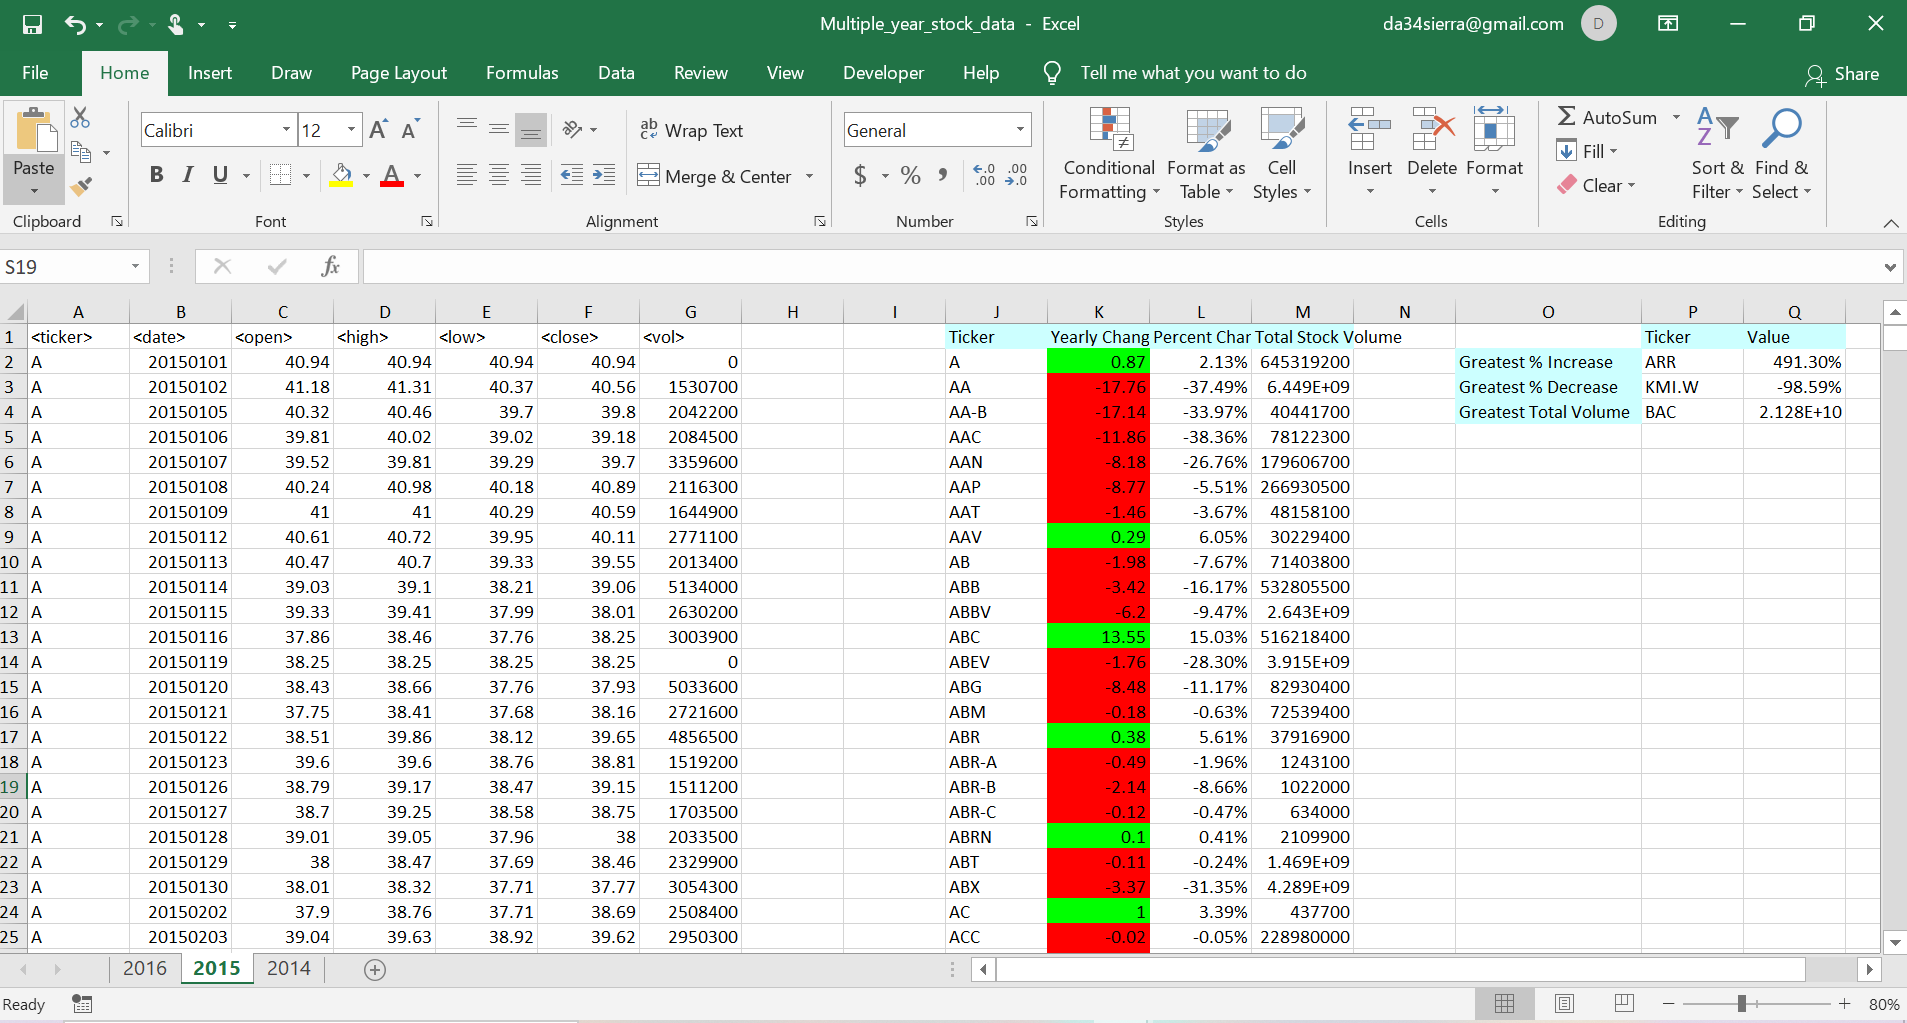 Multiple_year_stock_data - Excel
da34sierra@gmail.com D
File Home Insert Draw Page Layout Formulas Data Review View Developer Help Tell me what you want to do Share
Calibri 12 A A ab Wrap Text General AutoSum
Paste B I U A Merge & Center $ % , Conditional Formatting Format as Table Cell Styles Insert Delete Format Fill Clear Sort & Filter Find & Select
Clipboard Font Alignment Number Styles Cells Editing
S19 fx
A B C D E F G H I J K L M N O P Q
1 <ticker> <date> <open> <high> <low> <close> <vol> Ticker Yearly Chang Percent Char Total Stock Volume Ticker Value
2 A 20150101 40.94 40.94 40.94 40.94 0 A 0.87 2.13% 645319200 Greatest % Increase ARR 491.30%
3 A 20150102 41.18 41.31 40.37 40.56 1530700 AA -17.76 -37.49% 6.449E+09 Greatest % Decrease KMI.W -98.59%
4 A 20150105 40.32 40.46 39.7 39.8 2042200 AA-B -17.14 -33.97% 40441700 Greatest Total Volume BAC 2.128E+10
5 A 20150106 39.81 40.02 39.02 39.18 2084500 AAC -11.86 -38.36% 78122300
6 A 20150107 39.52 39.81 39.29 39.7 3359600 AAN -8.18 -26.76% 179606700
7 A 20150108 40.24 40.98 40.18 40.89 2116300 AAP -8.77 -5.51% 266930500
8 A 20150109 41 41 40.29 40.59 1644900 AAT -1.46 -3.67% 48158100
9 A 20150112 40.61 40.72 39.95 40.11 2771100 AAV 0.29 6.05% 30229400
10 A 20150113 40.47 40.7 39.33 39.55 2013400 AB -1.98 -7.67% 71403800
11 A 20150114 39.03 39.1 38.21 39.06 5134000 ABB -3.42 -16.17% 532805500
12 A 20150115 39.33 39.41 37.99 38.01 2630200 ABBV -6.2 -9.47% 2.643E+09
13 A 20150116 37.86 38.46 37.76 38.25 3003900 ABC 13.55 15.03% 516218400
14 A 20150119 38.25 38.25 38.25 38.25 0 ABEV -1.76 -28.30% 3.915E+09
15 A 20150120 38.43 38.66 37.76 37.93 5033600 ABG -8.48 -11.17% 82930400
16 A 20150121 37.75 38.41 37.68 38.16 2721600 ABM -0.18 -0.63% 72539400
17 A 20150122 38.51 39.86 38.12 39.65 4856500 ABR 0.38 5.61% 37916900
18 A 20150123 39.6 39.6 38.76 38.81 1519200 ABR-A -0.49 -1.96% 1243100
19 A 20150126 38.79 39.17 38.47 39.15 1511200 ABR-B -2.14 -8.66% 1022000
20 A 20150127 38.7 39.25 38.58 38.75 1703500 ABR-C -0.12 -0.47% 634000
21 A 20150128 39.01 39.05 37.96 38 2033500 ABRN 0.1 0.41% 2109900
22 A 20150129 38 38.47 37.69 38.46 2329900 ABT -0.11 -0.24% 1.469E+09
23 A 20150130 38.01 38.32 37.71 37.77 3054300 ABX -3.37 -31.35% 4.289E+09
24 A 20150202 37.9 38.76 37.71 38.69 2508400 AC 1 3.39% 437700
25 A 20150203 39.04 39.63 38.92 39.62 2950300 ACC -0.02 -0.05% 228980000
2016 2015 2014
Ready 80%